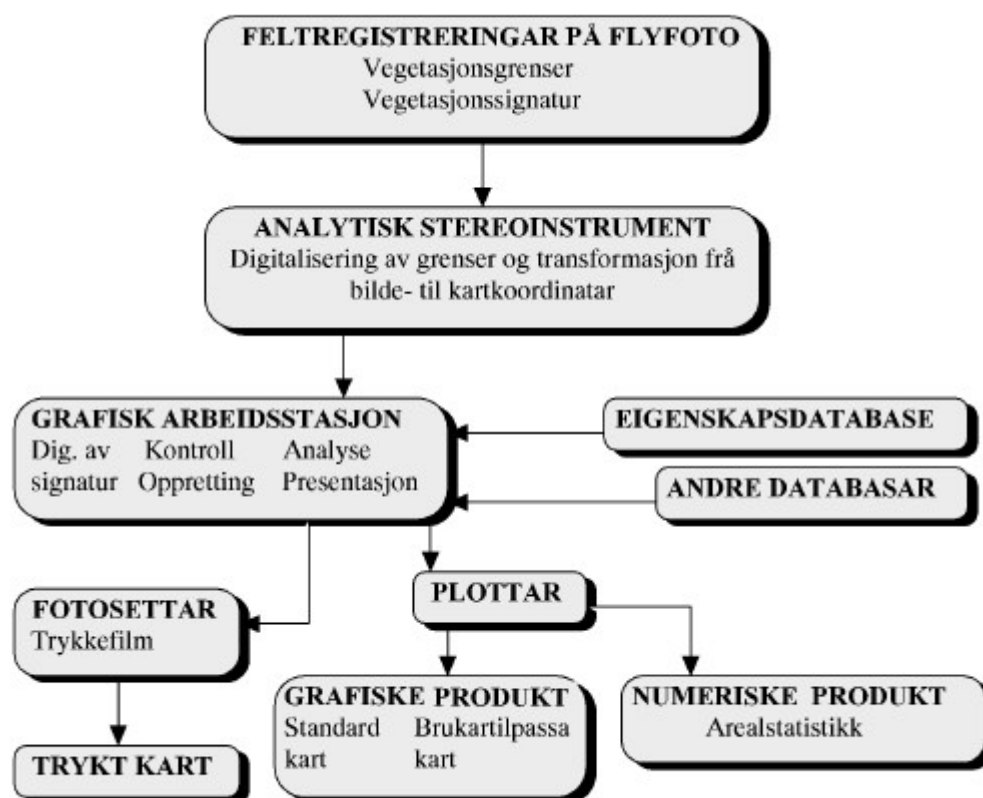 FELTREGISTRERINGAR PÅ FLYFOTO
Vegetasjonsgrenser
Vegetasjonssignatur
ANALYTISK STEREOINSTRUMENT
Digitalisering av grenser og transformasjon frå
bilde- til kartkoordinatar
GRAFISK ARBEIDSSTASJON
Dig. av Kontroll Analyse
signatur Oppretting Presentasjon
EIGENSKAPSDATABASE
ANDRE DATABASAR
PLOTTAR
FOTOSETTAR
Trykkefilm
GRAFISKE PRODUKT
Standard Brukartilpassa
kart kart
NUMERISKE PRODUKT
Arealstatistikk
TRYKT KART